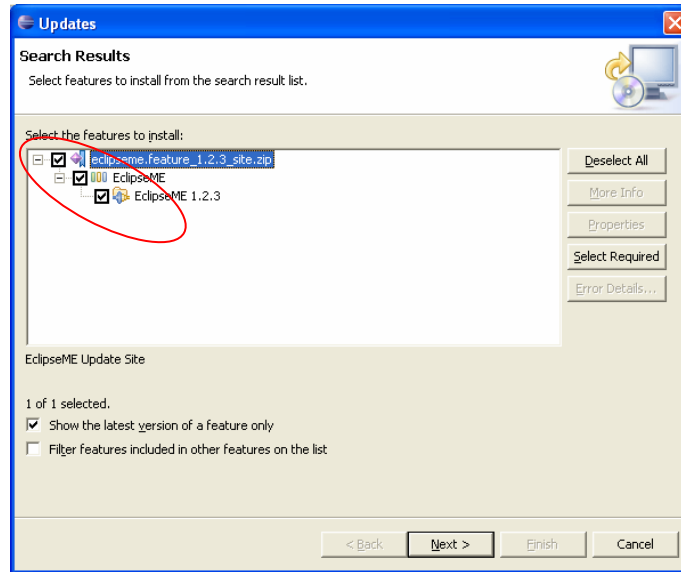 Updates
Search Results
Select features to install from the search result list.
Select the features to install:
eclipseme.feature_1.2.3_site.zip
EclipseME
EclipseME 1.2.3
Deselect All
More Info
Properties
Select Required
Error Details...
EclipseME Update Site
1 of 1 selected.
Show the latest version of a feature only
Filter features included in other features on the list
< Back
Next >
Finish
Cancel